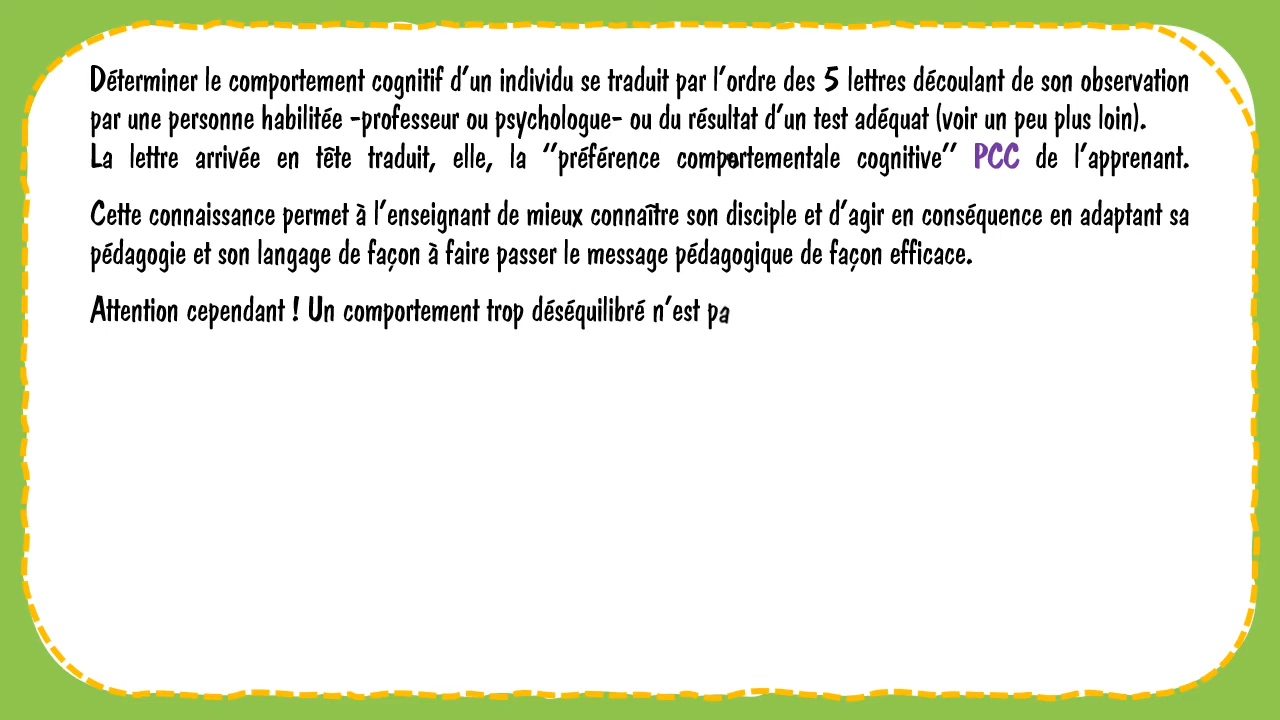 Déterminer le comportement cognitif d’un individu se traduit par l’ordre des 5 lettres découlant de son observation
par une personne habilitée -professeur ou psychologue- ou du résultat d’un test adéquat (voir un peu plus loin).
La lettre arrivée en tête traduit, elle, la ‘‘préférence comportementale cognitive’’ PCC de l’apprenant.
Cette connaissance permet à l’enseignant de mieux connaître son disciple et d’agir en conséquence en adaptant sa
pédagogie et son langage de façon à faire passer le message pédagogique de façon efficace.
Attention cependant ! Un comportement trop déséquilibré n’est pa